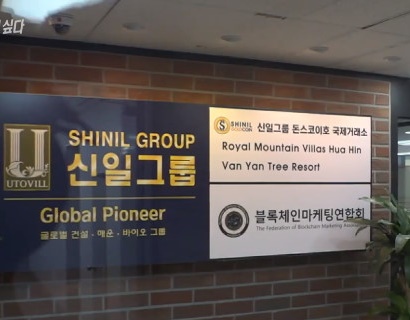 싶다
UTOVILL
SHINIL GROUP
신일그룹
Global Pioneer
글로벌 건설 · 해운 · 바이오 그룹
SHINIL
신일그룹 돈스코이호 국제거래소
Royal Mountain Villas Hua Hin
Van Yan Tree Resort
블록체인마케팅연합회
The Federation of Blockchain Marketing